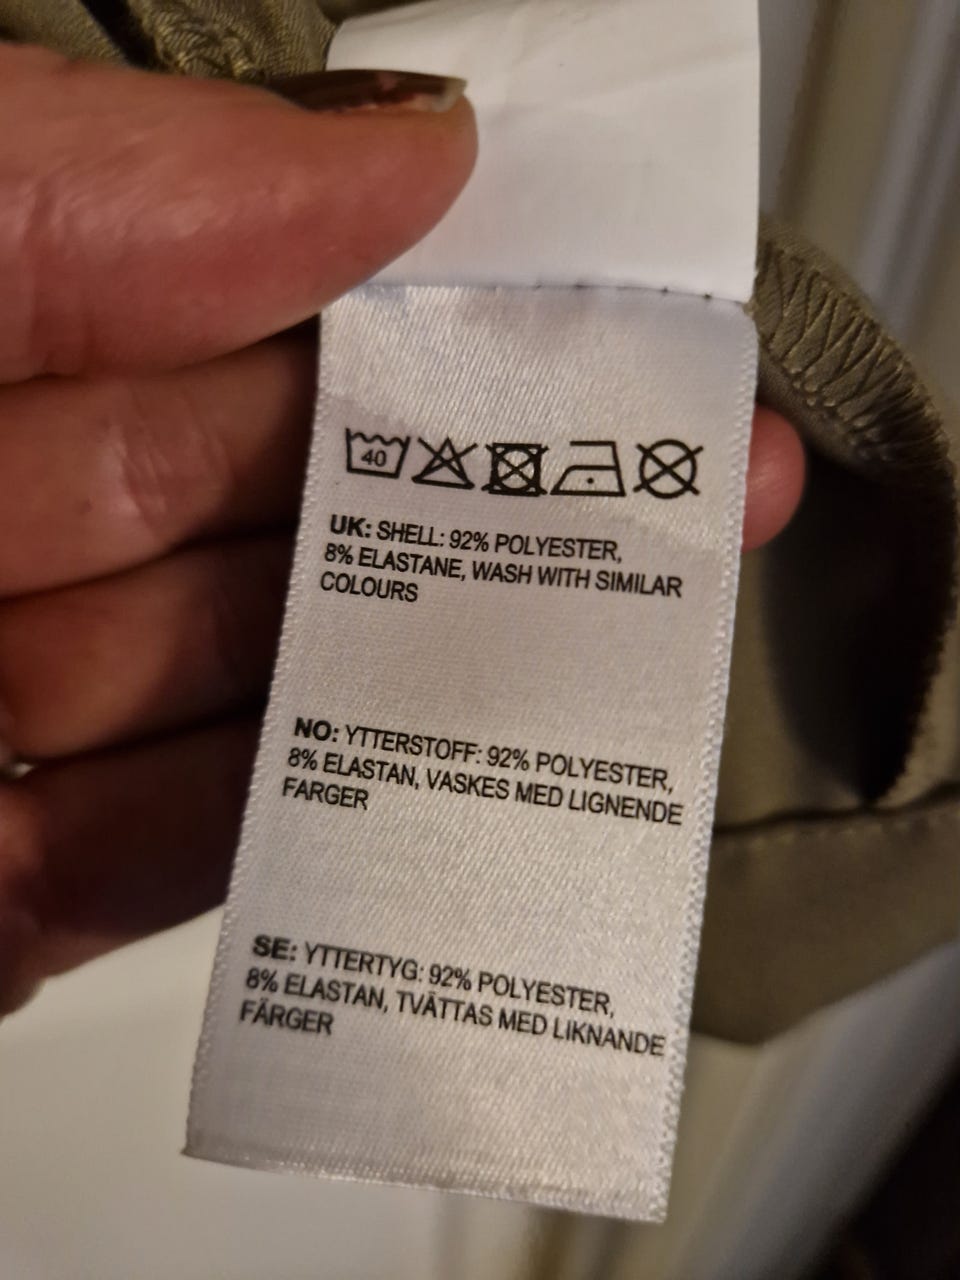 40
UK: SHELL: 92% POLYESTER,
8% ELASTANE, WASH WITH SIMILAR
COLOURS
NO: YTTERSTOFF: 92% POLYESTER,
8% ELASTAN, VASKES MED LIGNENDE
FARGER
SE: YTTERTYG: 92% POLYESTER,
8% ELASTAN, TVÄTTAS MED LIKNANDE
FÄRGER